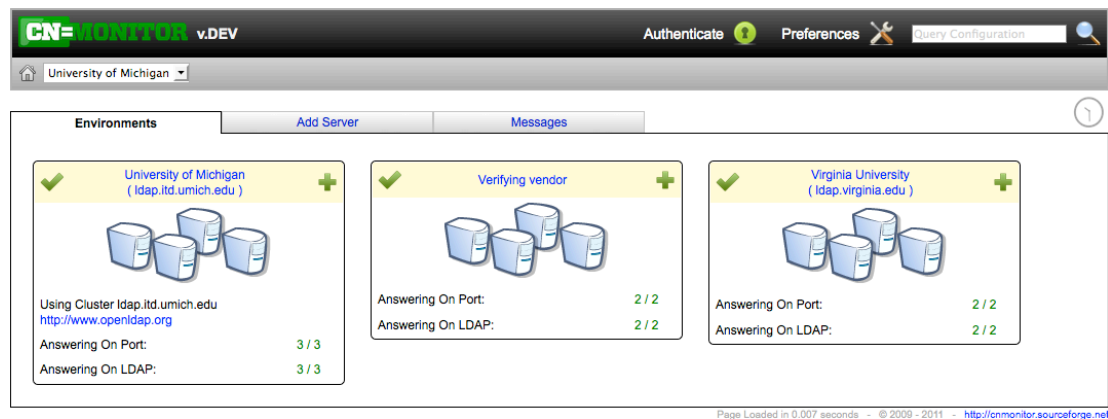 CN=MONITOR v.DEV
Authenticate Preferences Query Configuration
University of Michigan
Environments Add Server Messages
University of Michigan
( ldap.itd.umich.edu )
Using Cluster ldap.itd.umich.edu
http://www.openldap.org
Answering On Port: 3 / 3
Answering On LDAP: 3 / 3
Verifying vendor
Answering On Port: 2 / 2
Answering On LDAP: 2 / 2
Virginia University
( ldap.virginia.edu )
Answering On Port: 2 / 2
Answering On LDAP: 2 / 2
Page Loaded in 0.007 seconds - © 2009 - 2011 - http://cnmonitor.sourceforge.net